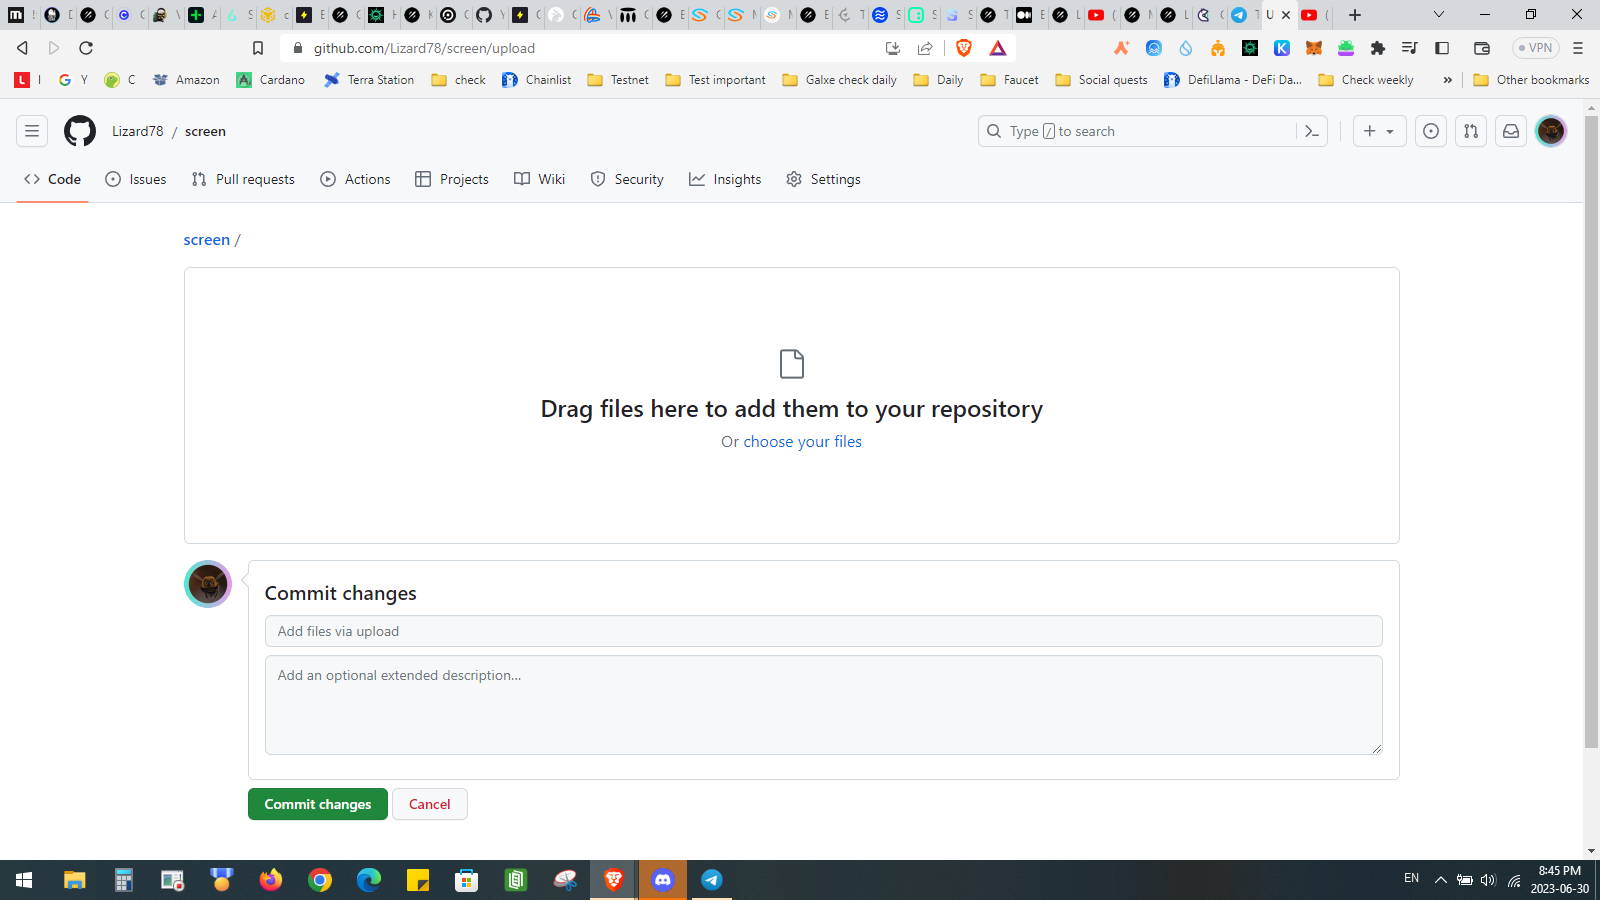 github.com/Lizard78/screen/upload
VPN
Y
C
Amazon
Cardano
Terra Station
check
Chainlist
Testnet
Test important
Galxe check daily
Daily
Faucet
Social quests
DefiLlama - DeFi Da...
Check weekly
»
Other bookmarks
Lizard78 / screen
Type / to search
Code
Issues
Pull requests
Actions
Projects
Wiki
Security
Insights
Settings
screen /
Drag files here to add them to your repository
Or choose your files
Commit changes
Add files via upload
Add an optional extended description...
Commit changes
Cancel
EN
8:45 PM
2023-06-30